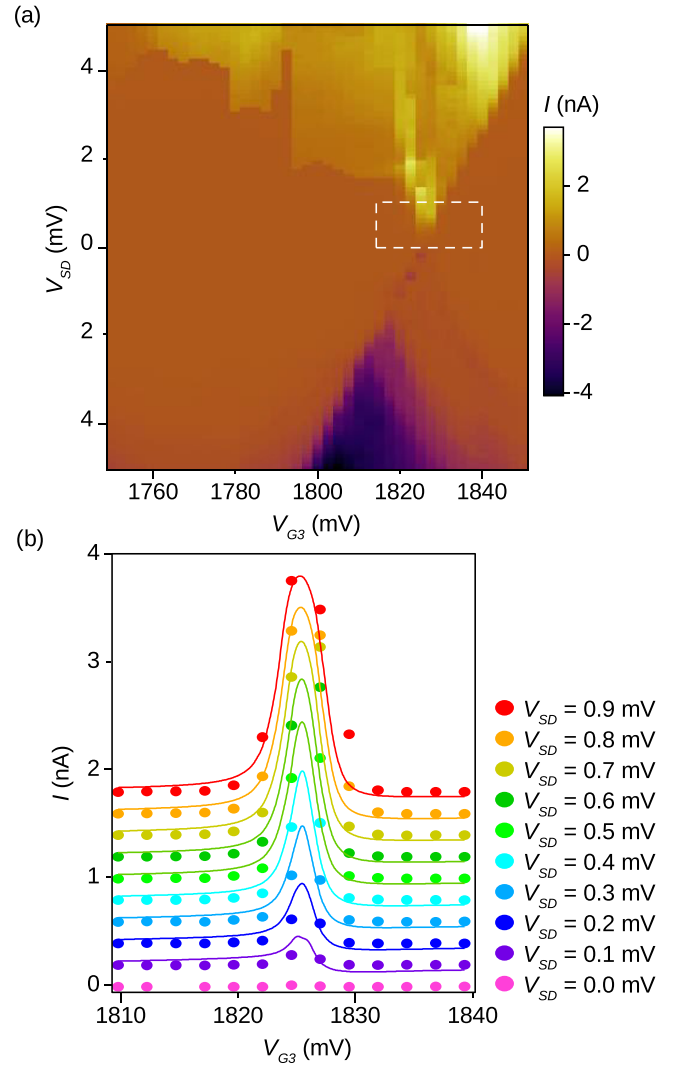 (a)
I (nA)
V_SD (mV)
4
2
0
2
4
2
0
-2
-4
1760
1780
1800
1820
1840
V_G3 (mV)
(b)
I (nA)
4
3
2
1
0
1810
1820
1830
1840
V_G3 (mV)
V_SD = 0.9 mV
V_SD = 0.8 mV
V_SD = 0.7 mV
V_SD = 0.6 mV
V_SD = 0.5 mV
V_SD = 0.4 mV
V_SD = 0.3 mV
V_SD = 0.2 mV
V_SD = 0.1 mV
V_SD = 0.0 mV